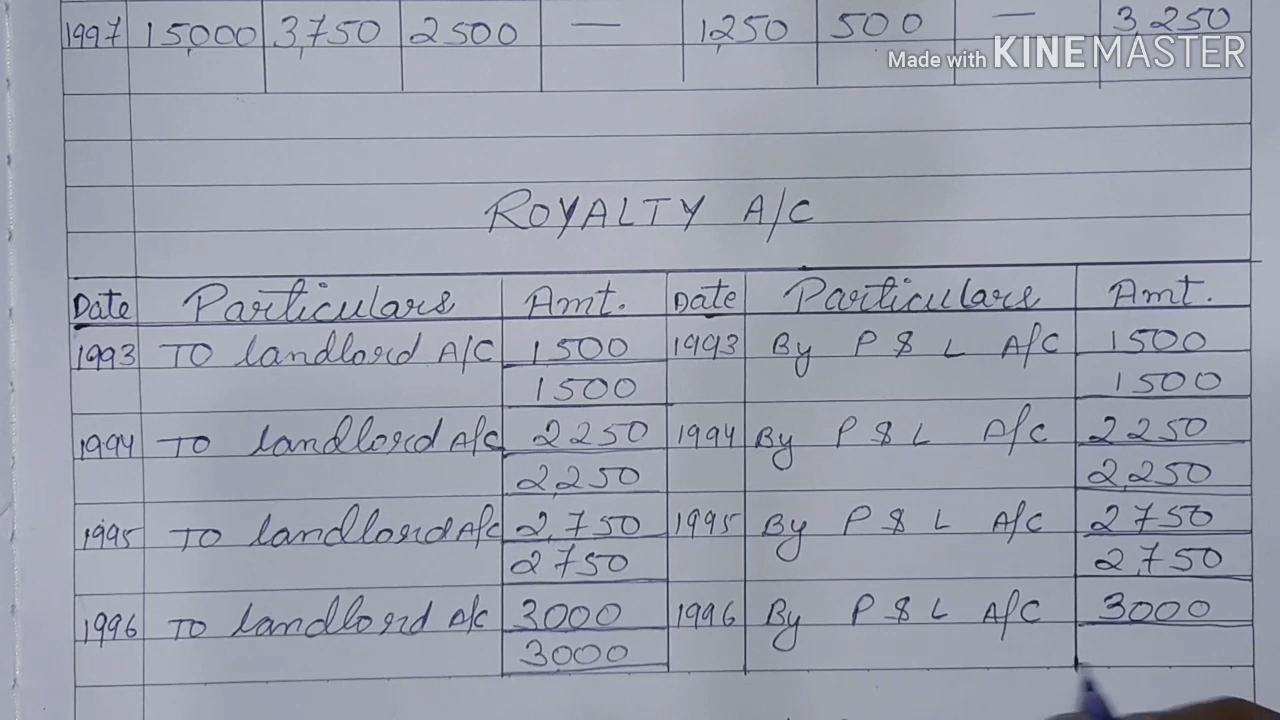 1997 15,000 3,750 2500 — 1,250 500 — 3,250
Made with KINEMASTER
ROYALTY A/C
Date Particulars Amt. Date Particulars Amt.
1993 TO landlord A/C 1500 1993 By P & L A/C 1500
1500 1500
1994 TO landlord A/C 2250 1994 By P & L A/C 2250
2,250 2,250
1995 TO landlord A/C 2,750 1995 By P & L A/C 2750
2750 2,750
1996 TO landlord A/C 3000 1996 By P & L A/C 3000
3000